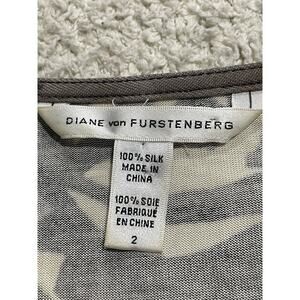 DIANE von FURSTENBERG
100% SILK
MADE IN
CHINA
100% SOIE
FABRIQUÉ
EN CHINE
2